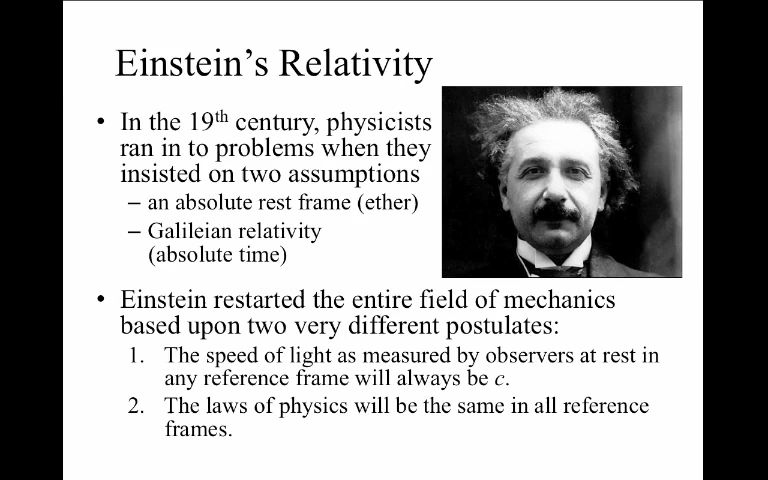 Einstein’s Relativity
• In the 19th century, physicists
ran in to problems when they
insisted on two assumptions
– an absolute rest frame (ether)
– Galileian relativity
(absolute time)
• Einstein restarted the entire field of mechanics
based upon two very different postulates:
1. The speed of light as measured by observers at rest in
any reference frame will always be c.
2. The laws of physics will be the same in all reference
frames.